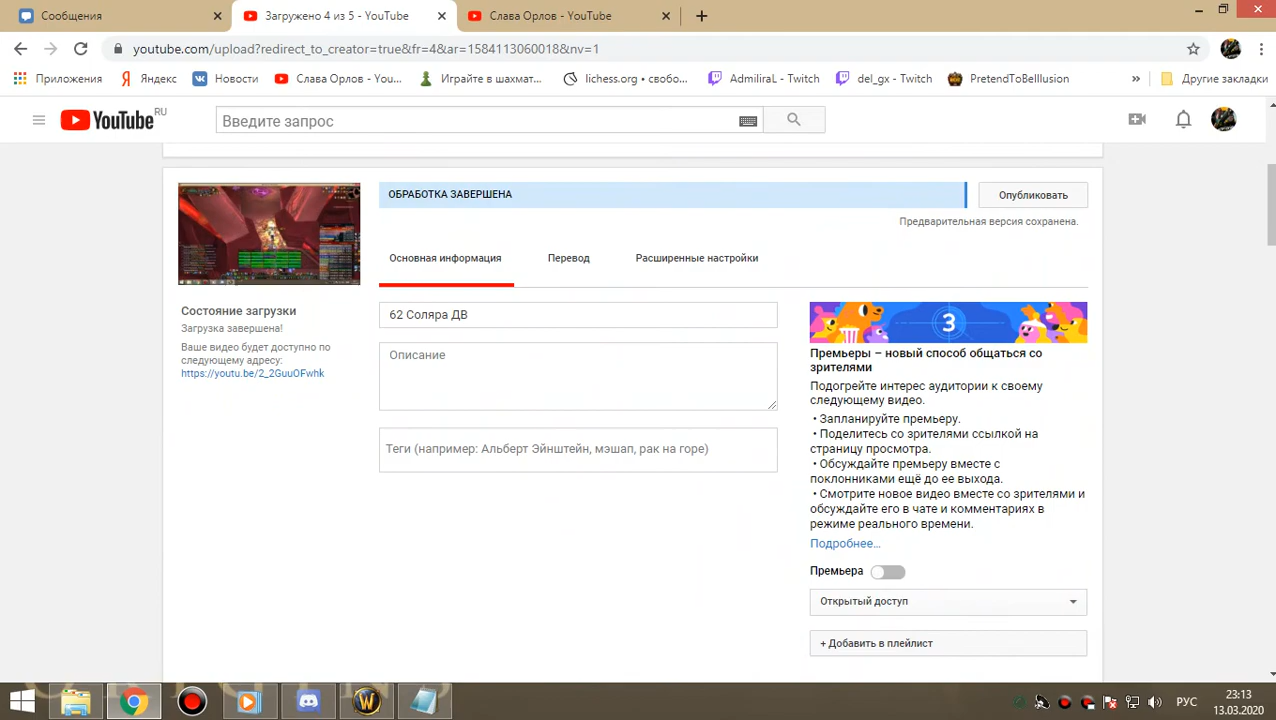 Сообщения
Загружено 4 из 5 - YouTube
Слава Орлов - YouTube
youtube.com/upload?redirect_to_creator=true&fr=4&ar=1584113060018&nv=1
Приложения
Яндекс
Новости
Слава Орлов - You...
Играйте в шахмат...
lichess.org • свобо...
AdmiraL - Twitch
del_gx - Twitch
PretendToBeIllusion
»
Другие закладки
YouTube RU
Введите запрос
ОБРАБОТКА ЗАВЕРШЕНА
Опубликовать
Предварительная версия сохранена.
Основная информация
Перевод
Расширенные настройки
Состояние загрузки
Загрузка завершена!
Ваше видео будет доступно по
следующему адресу:
https://youtu.be/2_2GuuOFwhk
62 Соляра ДВ
Описание
Теги (например: Альберт Эйнштейн, мэшап, рак на горе)
3
Премьеры – новый способ общаться со
зрителями
Подогрейте интерес аудитории к своему
следующему видео.
• Запланируйте премьеру.
• Поделитесь со зрителями ссылкой на
страницу просмотра.
• Обсуждайте премьеру вместе с
поклонниками ещё до ее выхода.
• Смотрите новое видео вместе со зрителями и
обсуждайте его в чате и комментариях в
режиме реального времени.
Подробнее...
Премьера
Открытый доступ
+ Добавить в плейлист
РУС
23:13
13.03.2020